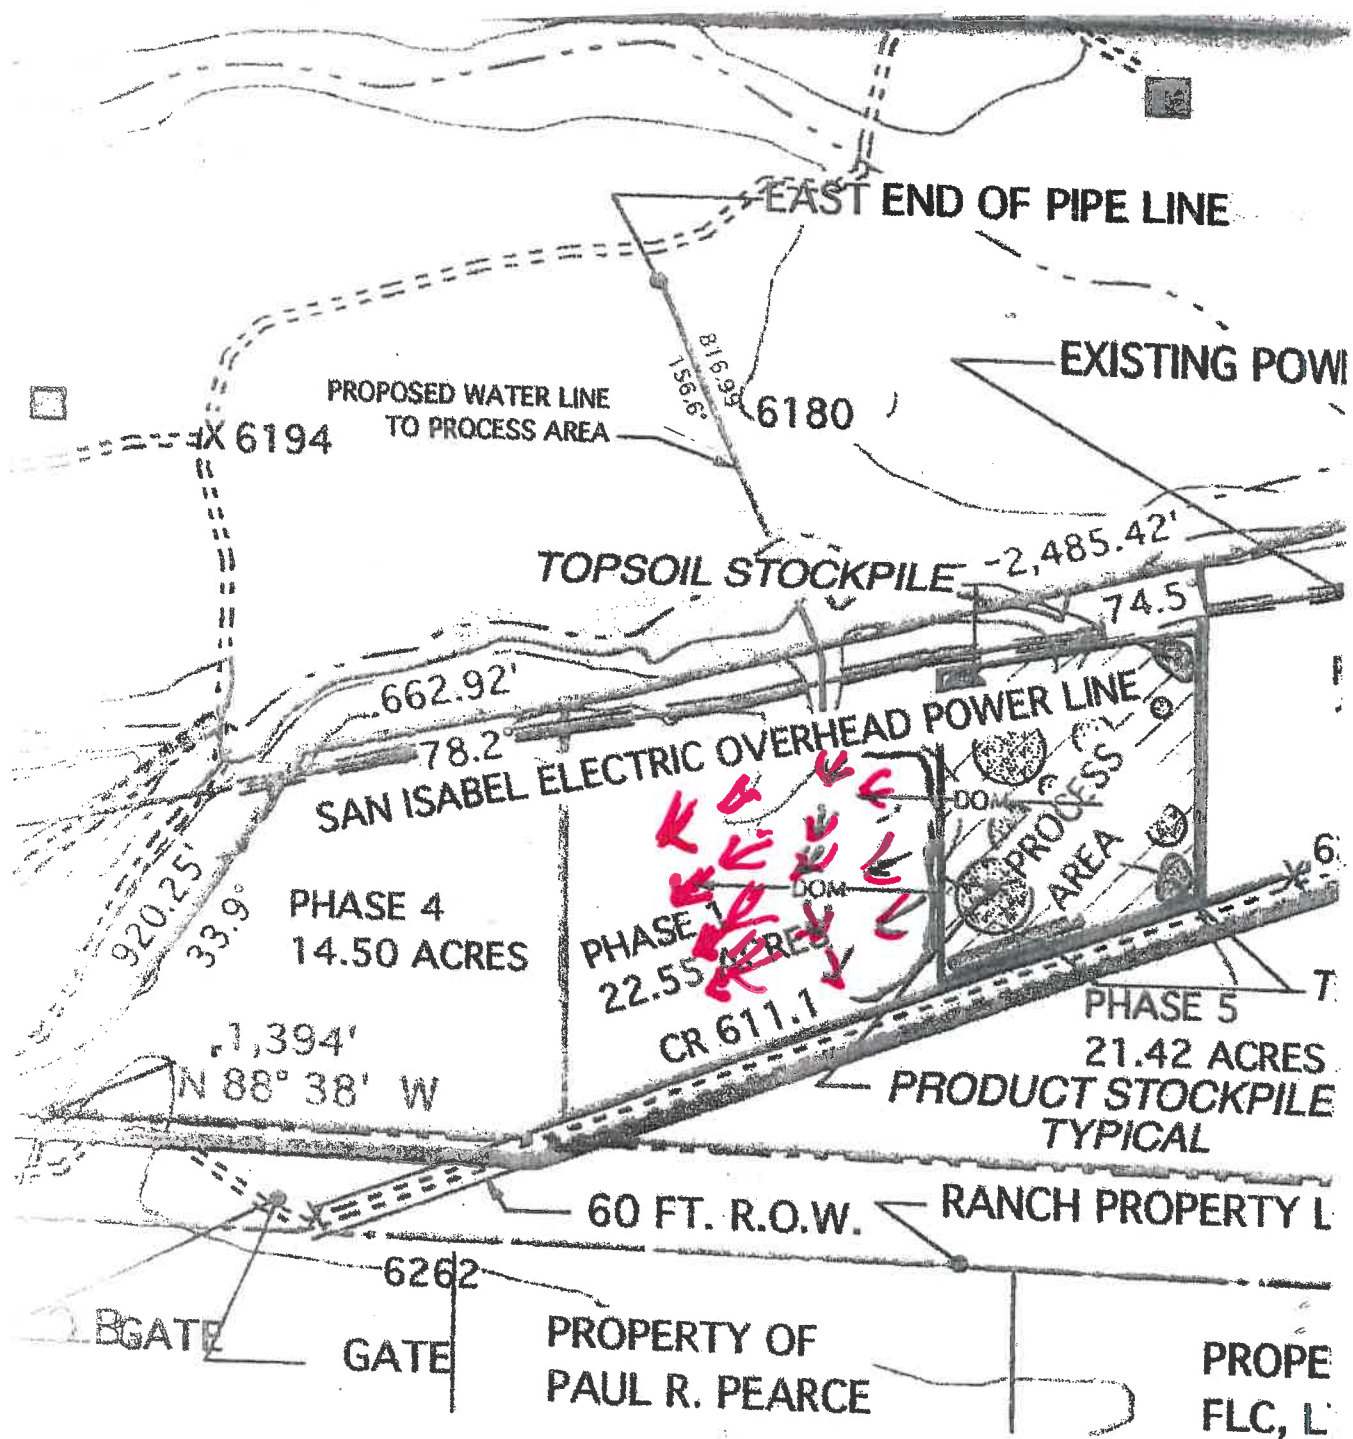 EAST END OF PIPE LINE
EXISTING POW
816.99
156.6°
PROPOSED WATER LINE
TO PROCESS AREA
6180
X 6194
TOPSOIL STOCKPILE
-2,485.42'
74.5
662.92'
78.2°
SAN ISABEL ELECTRIC OVERHEAD POWER LINE
DOM
PROCESS
AREA
6
DOM
920.25'
33.9°
PHASE 4
14.50 ACRES
PHASE 1
22.55 ACRES
CR 611.1
PHASE 5
21.42 ACRES
1,394'
N 88° 38' W
PRODUCT STOCKPILE
TYPICAL
60 FT. R.O.W.
RANCH PROPERTY L
6262
GATE
GATE
PROPERTY OF
PAUL R. PEARCE
PROPE
FLC, L